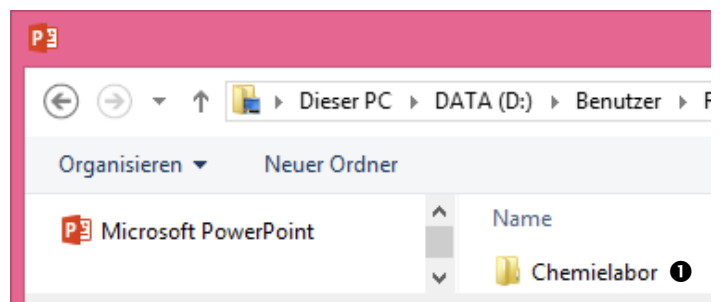 Dieser PC DATA (D:) Benutzer
Organisieren Neuer Ordner
Microsoft PowerPoint
Name
Chemielabor ❶